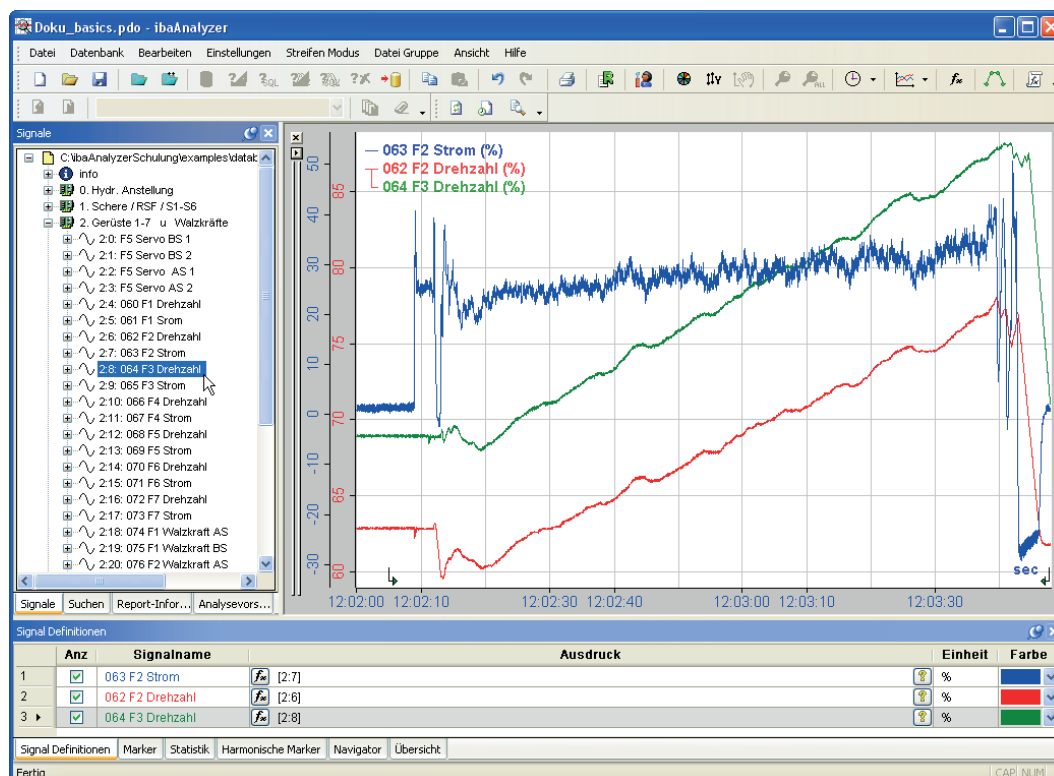 Doku_basics.pdo - ibaAnalyzer
Datei Datenbank Bearbeiten Einstellungen Streifen Modus Datei Gruppe Ansicht Hilfe
Signale
C:\ibaAnalyzerSchulung\examples\datab
info
0. Hydr. Anstellung
1. Schere / RSF / S1-S6
2. Gerüste 1-7 u Walzkräfte
2:0: F5 Servo BS 1
2:1: F5 Servo BS 2
2:2: F5 Servo AS 1
2:3: F5 Servo AS 2
2:4: 060 F1 Drehzahl
2:5: 061 F1 Srom
2:6: 062 F2 Drehzahl
2:7: 063 F2 Strom
2:8: 064 F3 Drehzahl
2:9: 065 F3 Strom
2:10: 066 F4 Drehzahl
2:11: 067 F4 Strom
2:12: 068 F5 Drehzahl
2:13: 069 F5 Strom
2:14: 070 F6 Drehzahl
2:15: 071 F6 Strom
2:16: 072 F7 Drehzahl
2:17: 073 F7 Strom
2:18: 074 F1 Walzkraft AS
2:19: 075 F1 Walzkraft BS
2:20: 076 F2 Walzkraft AS
Signale Suchen Report-Infor... Analysevors...
063 F2 Strom (%)
062 F2 Drehzahl (%)
064 F3 Drehzahl (%)
50
40
30
20
10
0
-10
-20
-30
85
80
75
70
65
60
sec
12:02:00 12:02:10 12:02:30 12:02:40 12:03:00 12:03:10 12:03:30
Signal Definitionen
Anz Signalname Ausdruck Einheit Farbe
1 063 F2 Strom fx [2:7] ? %
2 062 F2 Drehzahl fx [2:6] ? %
3 064 F3 Drehzahl fx [2:8] ? %
Signal Definitionen Marker Statistik Harmonische Marker Navigator Übersicht
Fertig CAP NUM